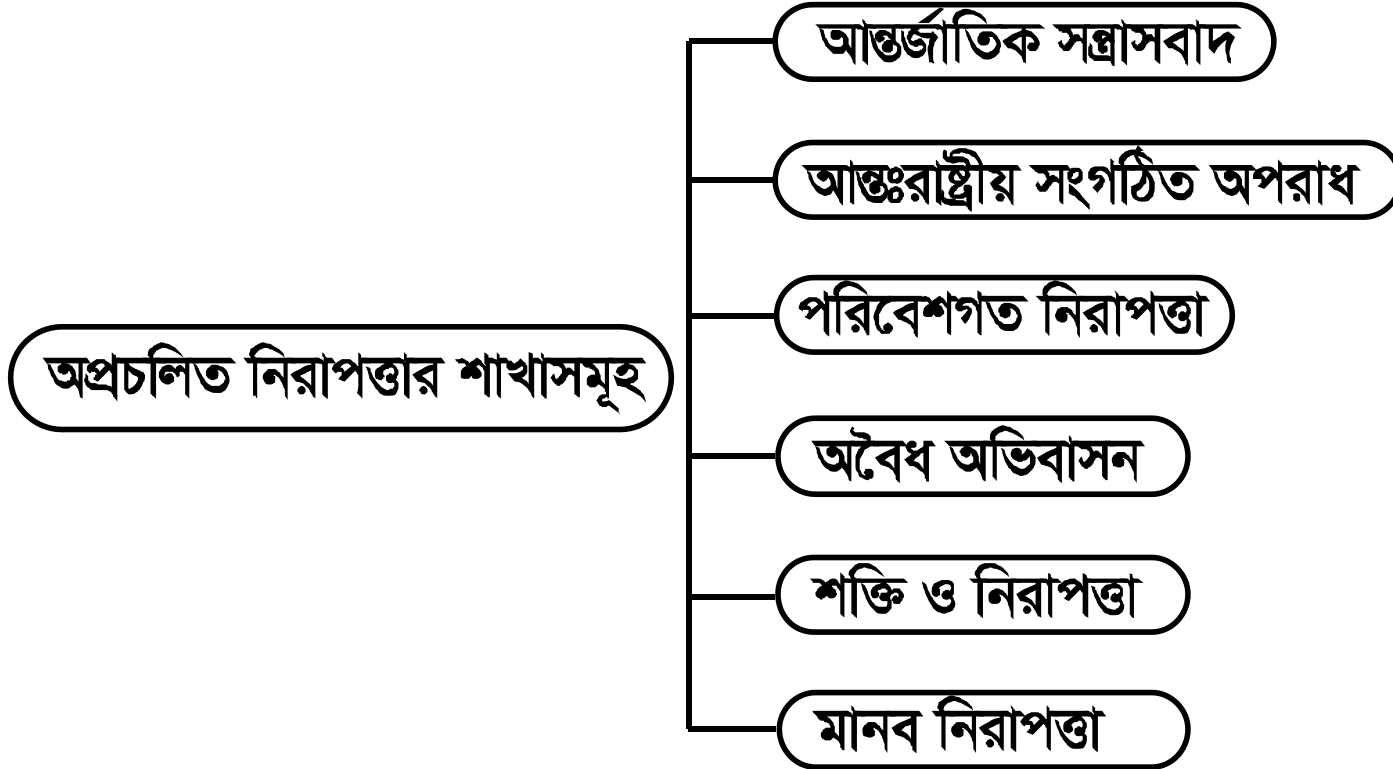 আন্তর্জাতিক সন্ত্রাসবাদ
আন্তঃরাষ্ট্রীয় সংগঠিত অপরাধ
পরিবেশগত নিরাপত্তা
অপ্রচলিত নিরাপত্তার শাখাসমূহ
অবৈধ অভিবাসন
শক্তি ও নিরাপত্তা
মানব নিরাপত্তা